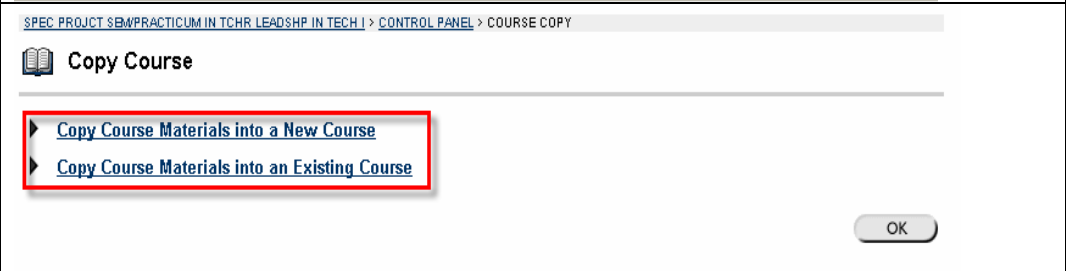 SPEC PROJCT SEM/PRACTICUM IN TCHR LEADSHP IN TECH I > CONTROL PANEL > COURSE COPY
Copy Course
Copy Course Materials into a New Course
Copy Course Materials into an Existing Course
OK